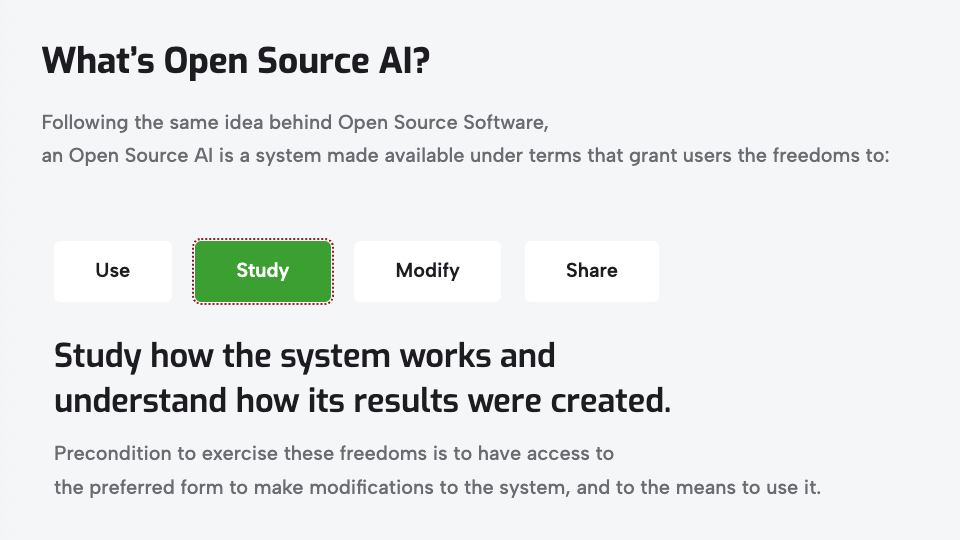 What's Open Source AI?
Following the same idea behind Open Source Software,
an Open Source AI is a system made available under terms that grant users the freedoms to:
Use
Study
Modify
Share
Study how the system works and
understand how its results were created.
Precondition to exercise these freedoms is to have access to
the preferred form to make modifications to the system, and to the means to use it.